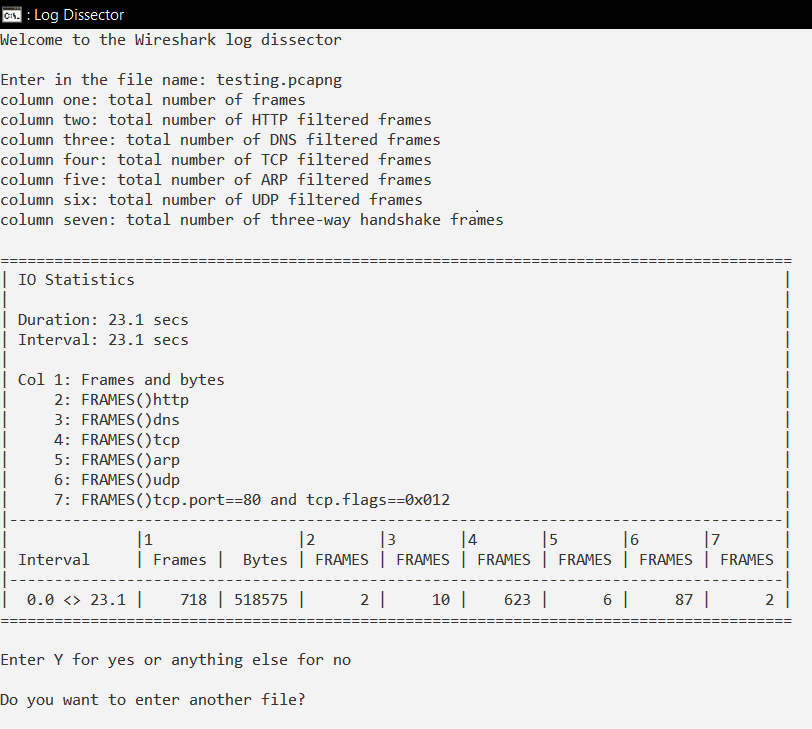 C:\. : Log Dissector
Welcome to the Wireshark log dissector
Enter in the file name: testing.pcapng
column one: total number of frames
column two: total number of HTTP filtered frames
column three: total number of DNS filtered frames
column four: total number of TCP filtered frames
column five: total number of ARP filtered frames
column six: total number of UDP filtered frames
column seven: total number of three-way handshake frames
========================================================================================
| IO Statistics                                                                        |
|                                                                                      |
| Duration: 23.1 secs                                                                  |
| Interval: 23.1 secs                                                                  |
|                                                                                      |
| Col 1: Frames and bytes                                                              |
|     2: FRAMES()http                                                                  |
|     3: FRAMES()dns                                                                   |
|     4: FRAMES()tcp                                                                   |
|     5: FRAMES()arp                                                                   |
|     6: FRAMES()udp                                                                   |
|     7: FRAMES()tcp.port==80 and tcp.flags==0x012                                     |
|--------------------------------------------------------------------------------------|
|              |1                 |2       |3       |4       |5       |6       |7       |
| Interval     | Frames |  Bytes | FRAMES | FRAMES | FRAMES | FRAMES | FRAMES | FRAMES |
|--------------------------------------------------------------------------------------|
|  0.0 <> 23.1 |    718 | 518575 |      2 |     10 |    623 |      6 |     87 |      2 |
========================================================================================
Enter Y for yes or anything else for no
Do you want to enter another file?